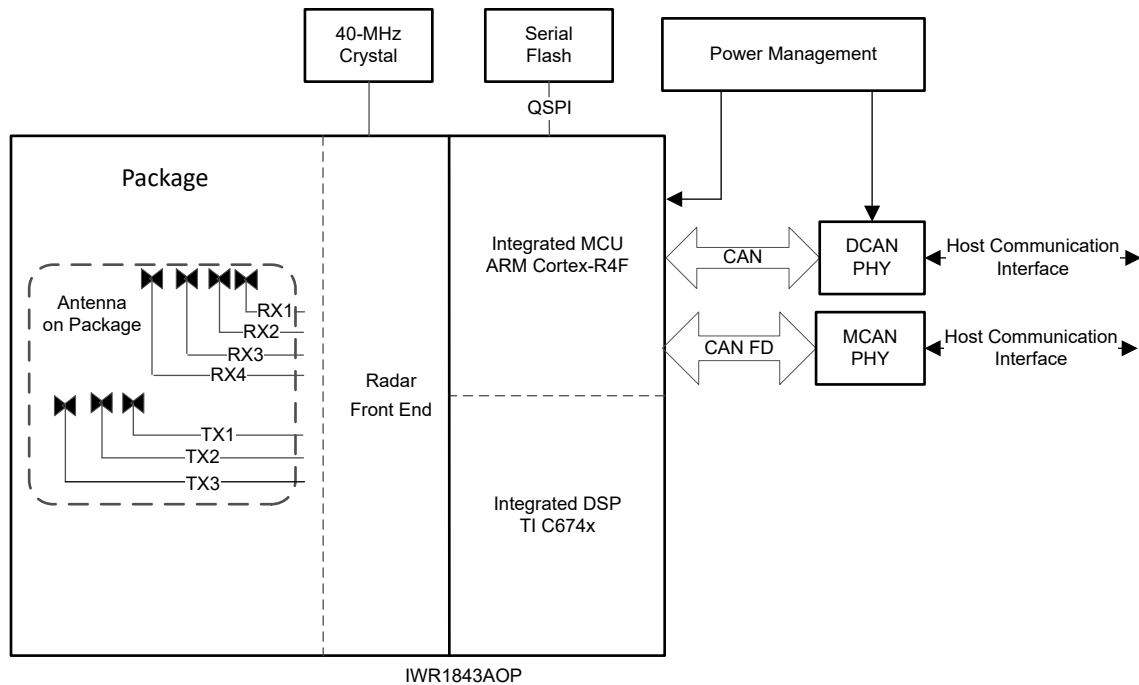 40-MHz
Crystal
Serial
Flash
Power Management
QSPI
Package
Integrated MCU
ARM Cortex-R4F
CAN
DCAN
PHY
Host Communication
Interface
Antenna
on Package
RX1
RX2
RX3
RX4
CAN FD
MCAN
PHY
Host Communication
Interface
Radar
Front End
TX1
TX2
TX3
Integrated DSP
TI C674x
IWR1843AOP